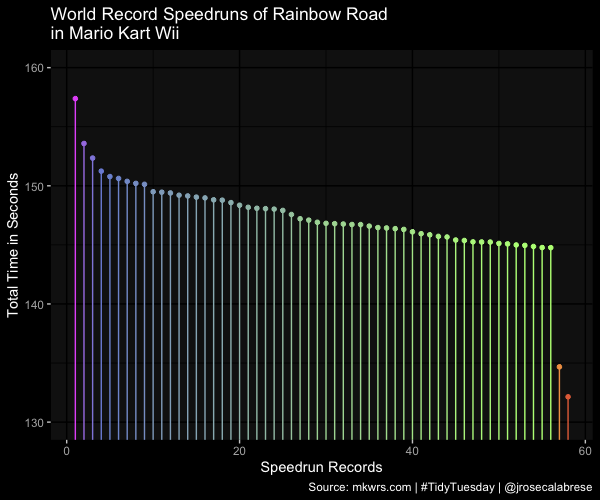 World Record Speedruns of Rainbow Road
in Mario Kart Wii
Total Time in Seconds
160
150
140
130
0
20
40
60
Speedrun Records
Source: mkwrs.com | #TidyTuesday | @jrosecalabrese